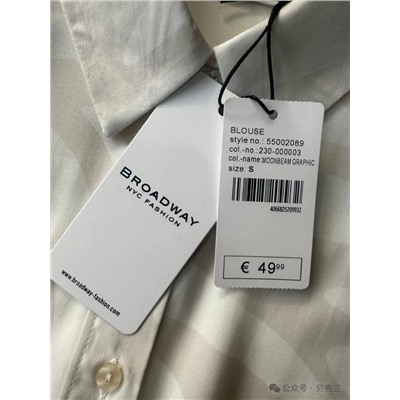 BROADWAY
NYC FASHION
www.broadway-fashion.com
BLOUSE
style no.: 55002089
col.-no.:230-000003
col.-name:MOONBEAM GRAPHIC
size: S
4066825209932
€ 49⁹⁹
公众号 · 贝壳三